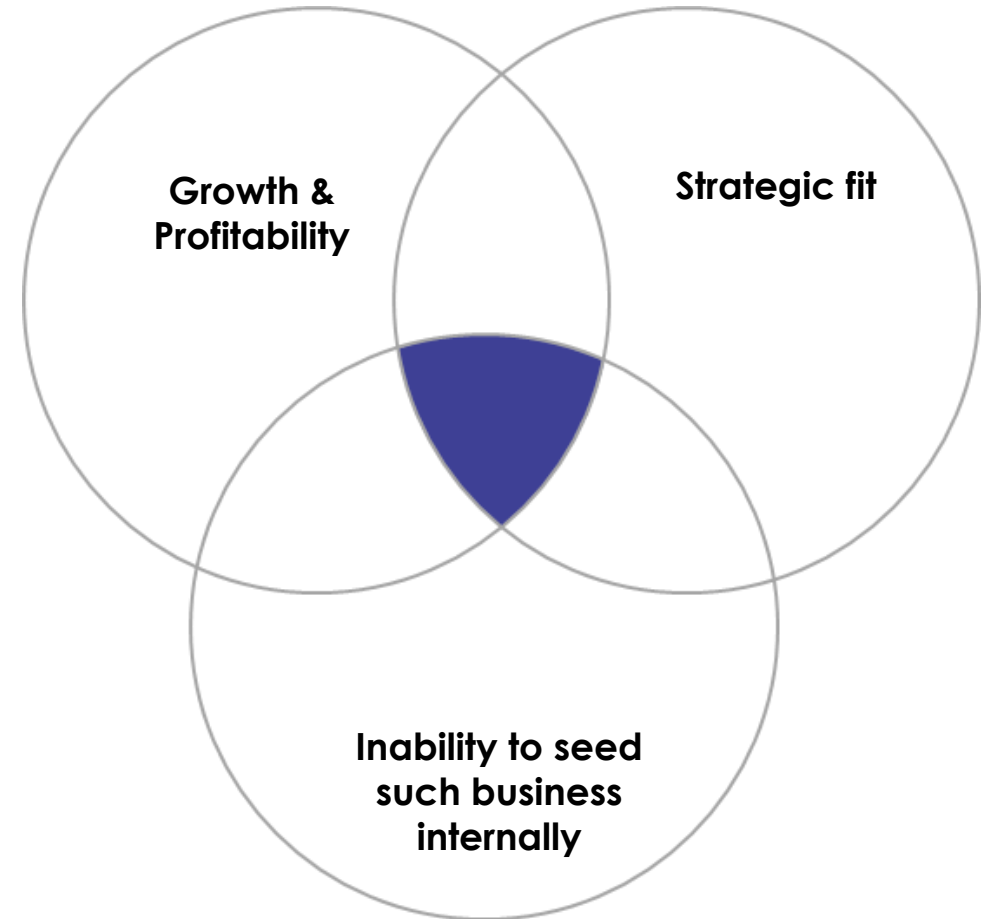 Growth &
Profitability
Strategic fit
Inability to seed
such business
internally